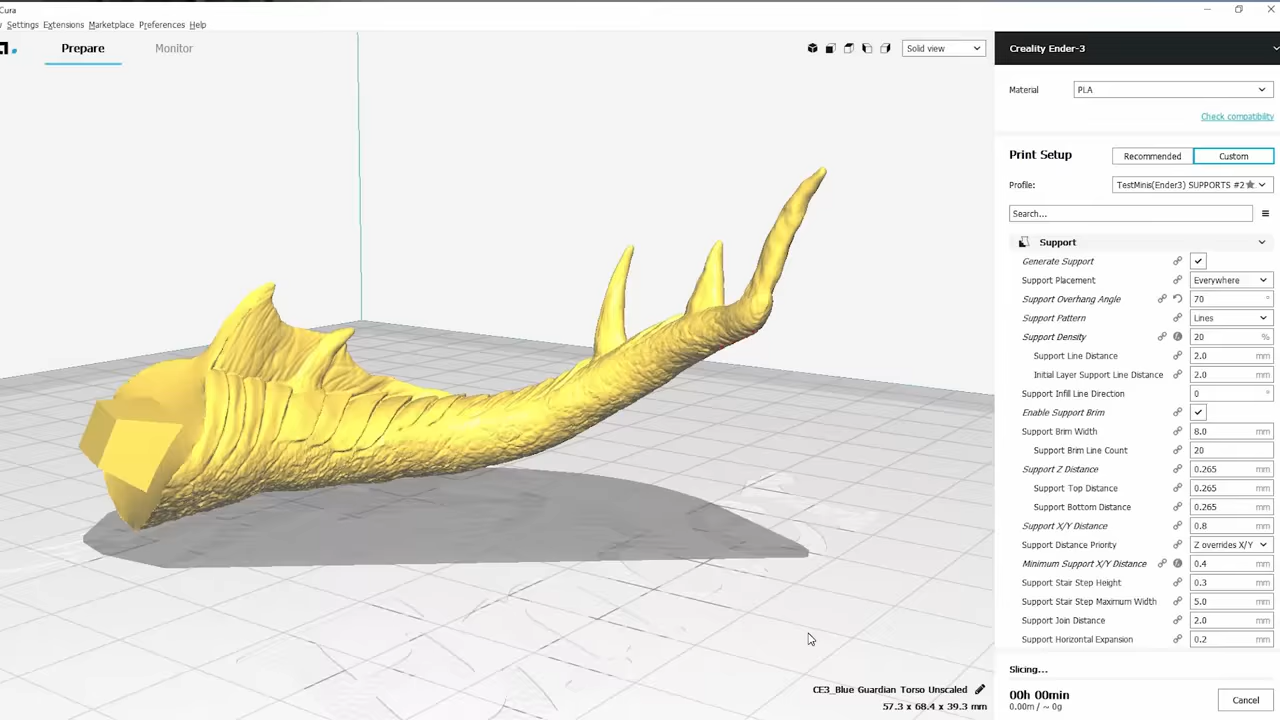 Cura
Settings Extensions Marketplace Preferences Help
Prepare Monitor Solid view
Creality Ender-3
Material PLA
Check compatibility
Print Setup Recommended Custom
Profile: TestMinis(Ender3) SUPPORTS #2
Search...
Support
Generate Support
Support Placement Everywhere
Support Overhang Angle 70 °
Support Pattern Lines
Support Density 20 %
Support Line Distance 2.0 mm
Initial Layer Support Line Distance 2.0 mm
Support Infill Line Direction 0 °
Enable Support Brim
Support Brim Width 8.0 mm
Support Brim Line Count 20
Support Z Distance 0.265 mm
Support Top Distance 0.265 mm
Support Bottom Distance 0.265 mm
Support X/Y Distance 0.8 mm
Support Distance Priority Z overrides X/Y
Minimum Support X/Y Distance 0.4 mm
Support Stair Step Height 0.3 mm
Support Stair Step Maximum Width 5.0 mm
Support Join Distance 2.0 mm
Support Horizontal Expansion 0.2 mm
Slicing...
00h 00min
0.00m / ~ 0g
Cancel
CE3_Blue Guardian Torso Unscaled
57.3 x 68.4 x 39.3 mm